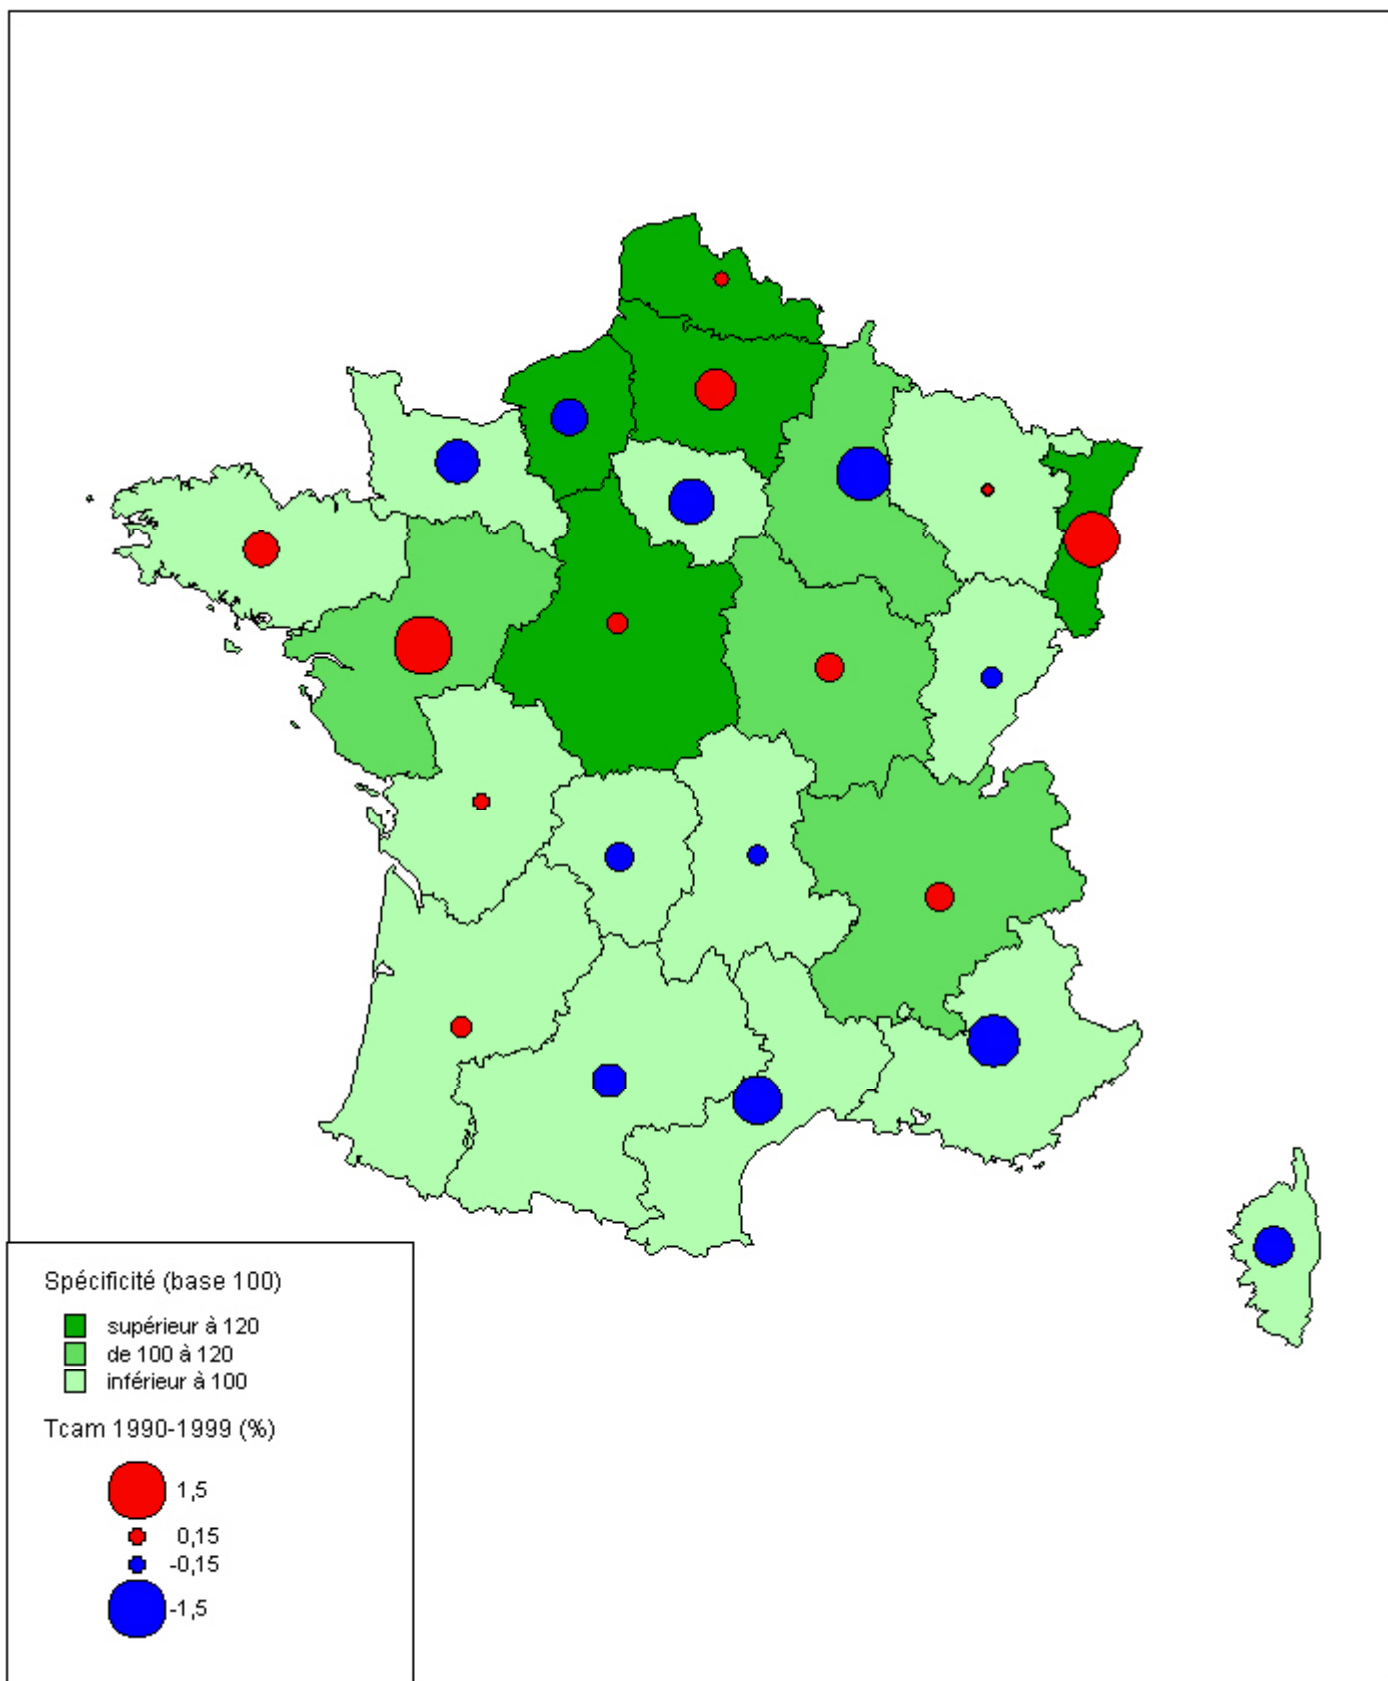 Spécificité (base 100)
supérieur à 120
de 100 à 120
inférieur à 100
Tcam 1990-1999 (%)
1,5
0,15
-0,15
-1,5